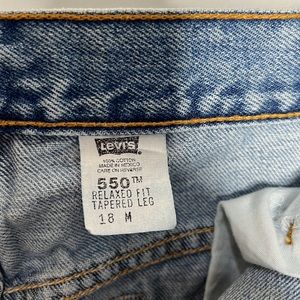 LEVI'S
100% COTTON
MADE IN MEXICO
CARE ON REVERSE
550™
RELAXED FIT
TAPERED LEG
18 M